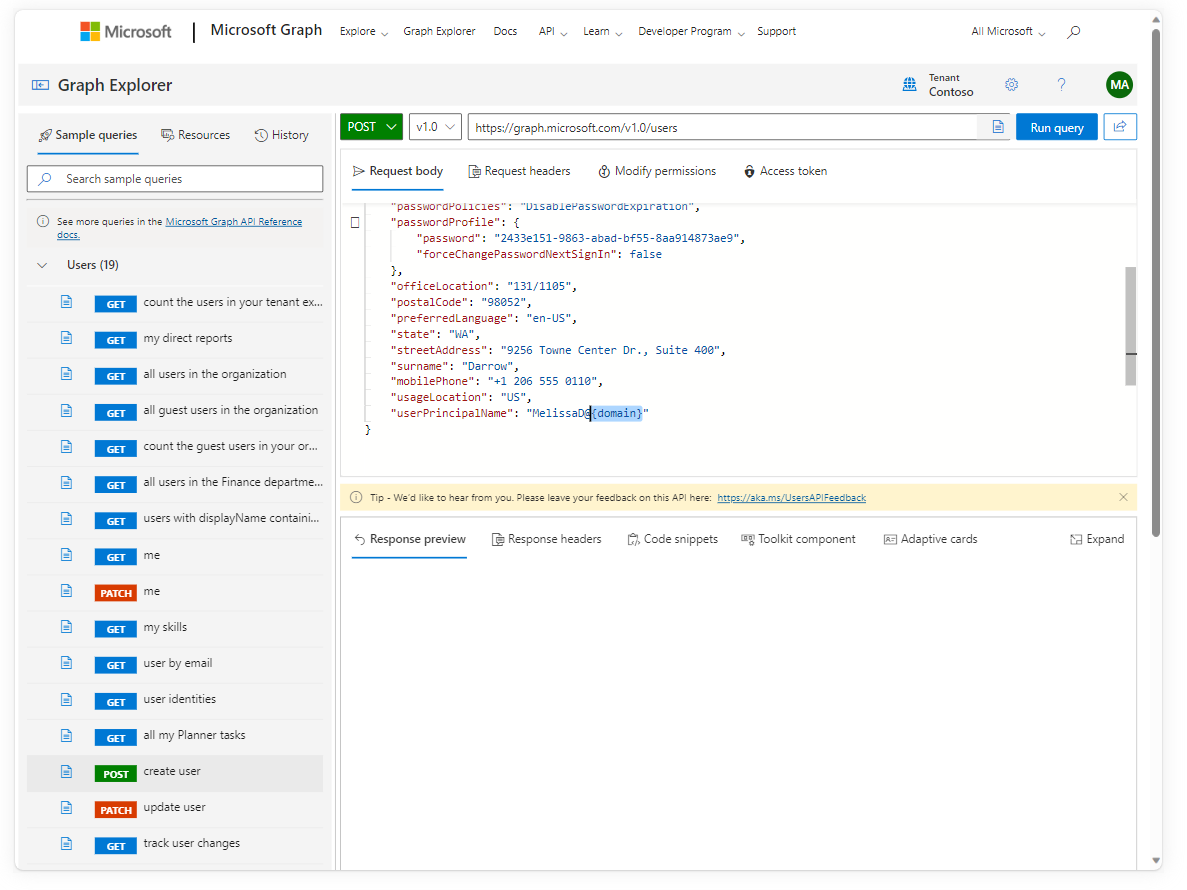 Microsoft | Microsoft Graph Explore Graph Explorer Docs API Learn Developer Program Support All Microsoft
Graph Explorer Tenant Contoso ? MA
Sample queries Resources History
Search sample queries
See more queries in the Microsoft Graph API Reference
docs.
Users (19)
GET count the users in your tenant ex...
GET my direct reports
GET all users in the organization
GET all guest users in the organization
GET count the guest users in your or...
GET all users in the Finance departme...
GET users with displayName containi...
GET me
PATCH me
GET my skills
GET user by email
GET user identities
GET all my Planner tasks
POST create user
PATCH update user
GET track user changes
POST v1.0 https://graph.microsoft.com/v1.0/users Run query
Request body Request headers Modify permissions Access token
"passwordPolicies": "DisablePasswordExpiration",
"passwordProfile": {
"password": "2433e151-9863-abad-bf55-8aa914873ae9",
"forceChangePasswordNextSignIn": false
},
"officeLocation": "131/1105",
"postalCode": "98052",
"preferredLanguage": "en-US",
"state": "WA",
"streetAddress": "9256 Towne Center Dr., Suite 400",
"surname": "Darrow",
"mobilePhone": "+1 206 555 0110",
"usageLocation": "US",
"userPrincipalName": "MelissaD@{domain}"
}
Tip - We'd like to hear from you. Please leave your feedback on this API here: https://aka.ms/UsersAPIFeedback
Response preview Response headers Code snippets Toolkit component Adaptive cards Expand